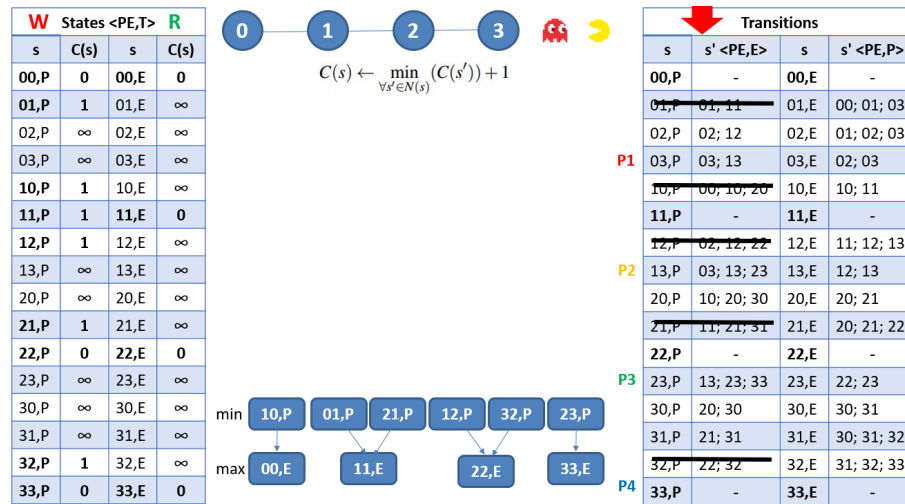 W States <PE,T> R
s C(s) s C(s)
00,P 0 00,E 0
01,P 1 01,E ∞
02,P ∞ 02,E ∞
03,P ∞ 03,E ∞
10,P 1 10,E ∞
11,P 1 11,E 0
12,P 1 12,E ∞
13,P ∞ 13,E ∞
20,P ∞ 20,E ∞
21,P 1 21,E ∞
22,P 0 22,E 0
23,P ∞ 23,E ∞
30,P ∞ 30,E ∞
31,P ∞ 31,E ∞
32,P 1 32,E ∞
33,P 0 33,E 0
0 1 2 3
C(s) ← min (C(s')) + 1
∀s'∈N(s)
min 10,P 01,P 21,P 12,P 32,P 23,P
max 00,E 11,E 22,E 33,E
Transitions
s s' <PE,E> s s' <PE,P>
00,P - 00,E -
01,P 01; 11 01,E 00; 01; 03
02,P 02; 12 02,E 01; 02; 03
P1 03,P 03; 13 03,E 02; 03
10,P 00; 10; 20 10,E 10; 11
11,P - 11,E -
12,P 02; 12; 22 12,E 11; 12; 13
P2 13,P 03; 13; 23 13,E 12; 13
20,P 10; 20; 30 20,E 20; 21
21,P 11; 21; 31 21,E 20; 21; 22
22,P - 22,E -
P3 23,P 13; 23; 33 23,E 22; 23
30,P 20; 30 30,E 30; 31
31,P 21; 31 31,E 30; 31; 32
32,P 22; 32 32,E 31; 32; 33
P4 33,P - 33,E -